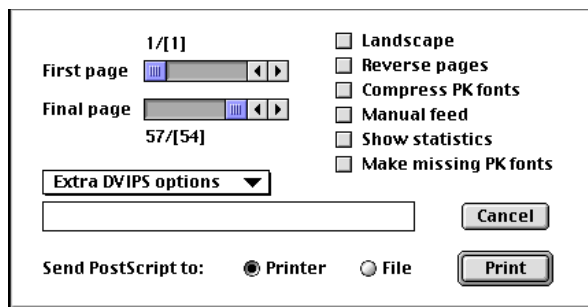 1/[1]
First page
Final page
57/[54]
Landscape
Reverse pages
Compress PK fonts
Manual feed
Show statistics
Make missing PK fonts
Extra DVIPS options
Cancel
Send PostScript to: Printer File Print